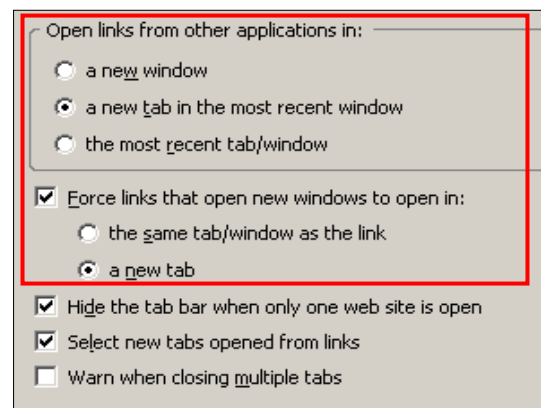 Open links from other applications in:
a new window
a new tab in the most recent window
the most recent tab/window
Force links that open new windows to open in:
the same tab/window as the link
a new tab
Hide the tab bar when only one web site is open
Select new tabs opened from links
Warn when closing multiple tabs